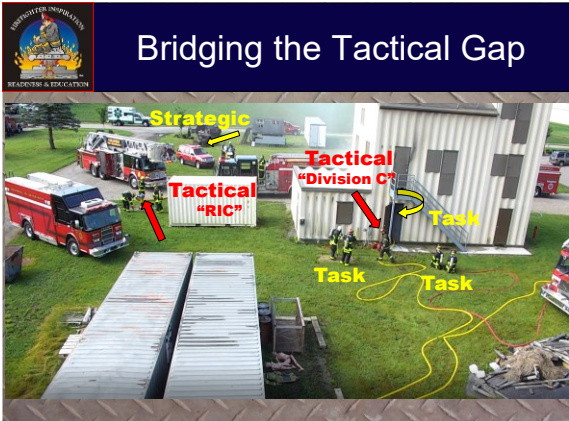 FIREFIGHTER INSPIRATION
READINESS & EDUCATION
Bridging the Tactical Gap
Strategic
Tactical
“Division C”
Tactical
“RIC”
Task
Task
Task